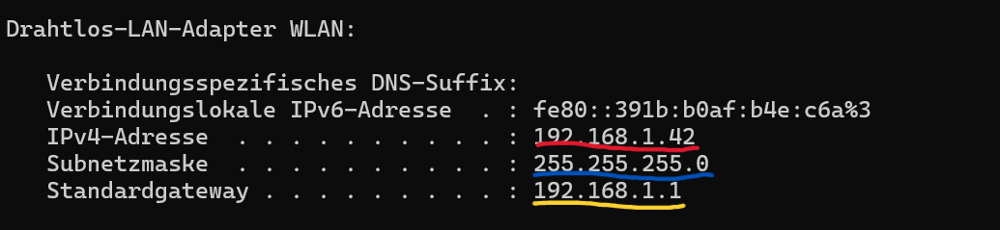 Drahtlos-LAN-Adapter WLAN:
Verbindungsspezifisches DNS-Suffix:
Verbindungslokale IPv6-Adresse  . : fe80::391b:b0af:b4e:c6a%3
IPv4-Adresse  . . . . . . . . . . : 192.168.1.42
Subnetzmaske  . . . . . . . . . . : 255.255.255.0
Standardgateway . . . . . . . . . : 192.168.1.1